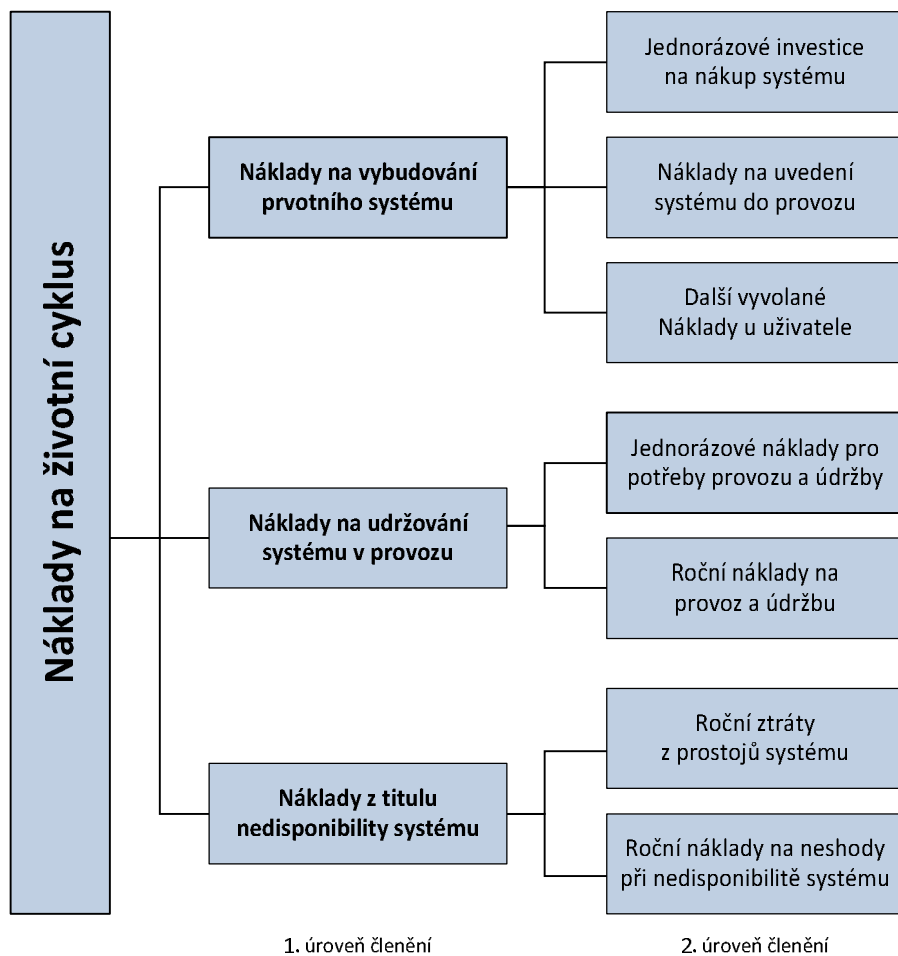 Náklady na životní cyklus
Náklady na vybudování
prvotního systému
Jednorázové investice
na nákup systému
Náklady na uvedení
systému do provozu
Další vyvolané
Náklady u uživatele
Náklady na udržování
systému v provozu
Jednorázové náklady pro
potřeby provozu a údržby
Roční náklady na
provoz a údržbu
Náklady z titulu
nedisponibility systému
Roční ztráty
z prostojů systému
Roční náklady na neshody
při nedisponibilitě systému
1. úroveň členění
2. úroveň členění